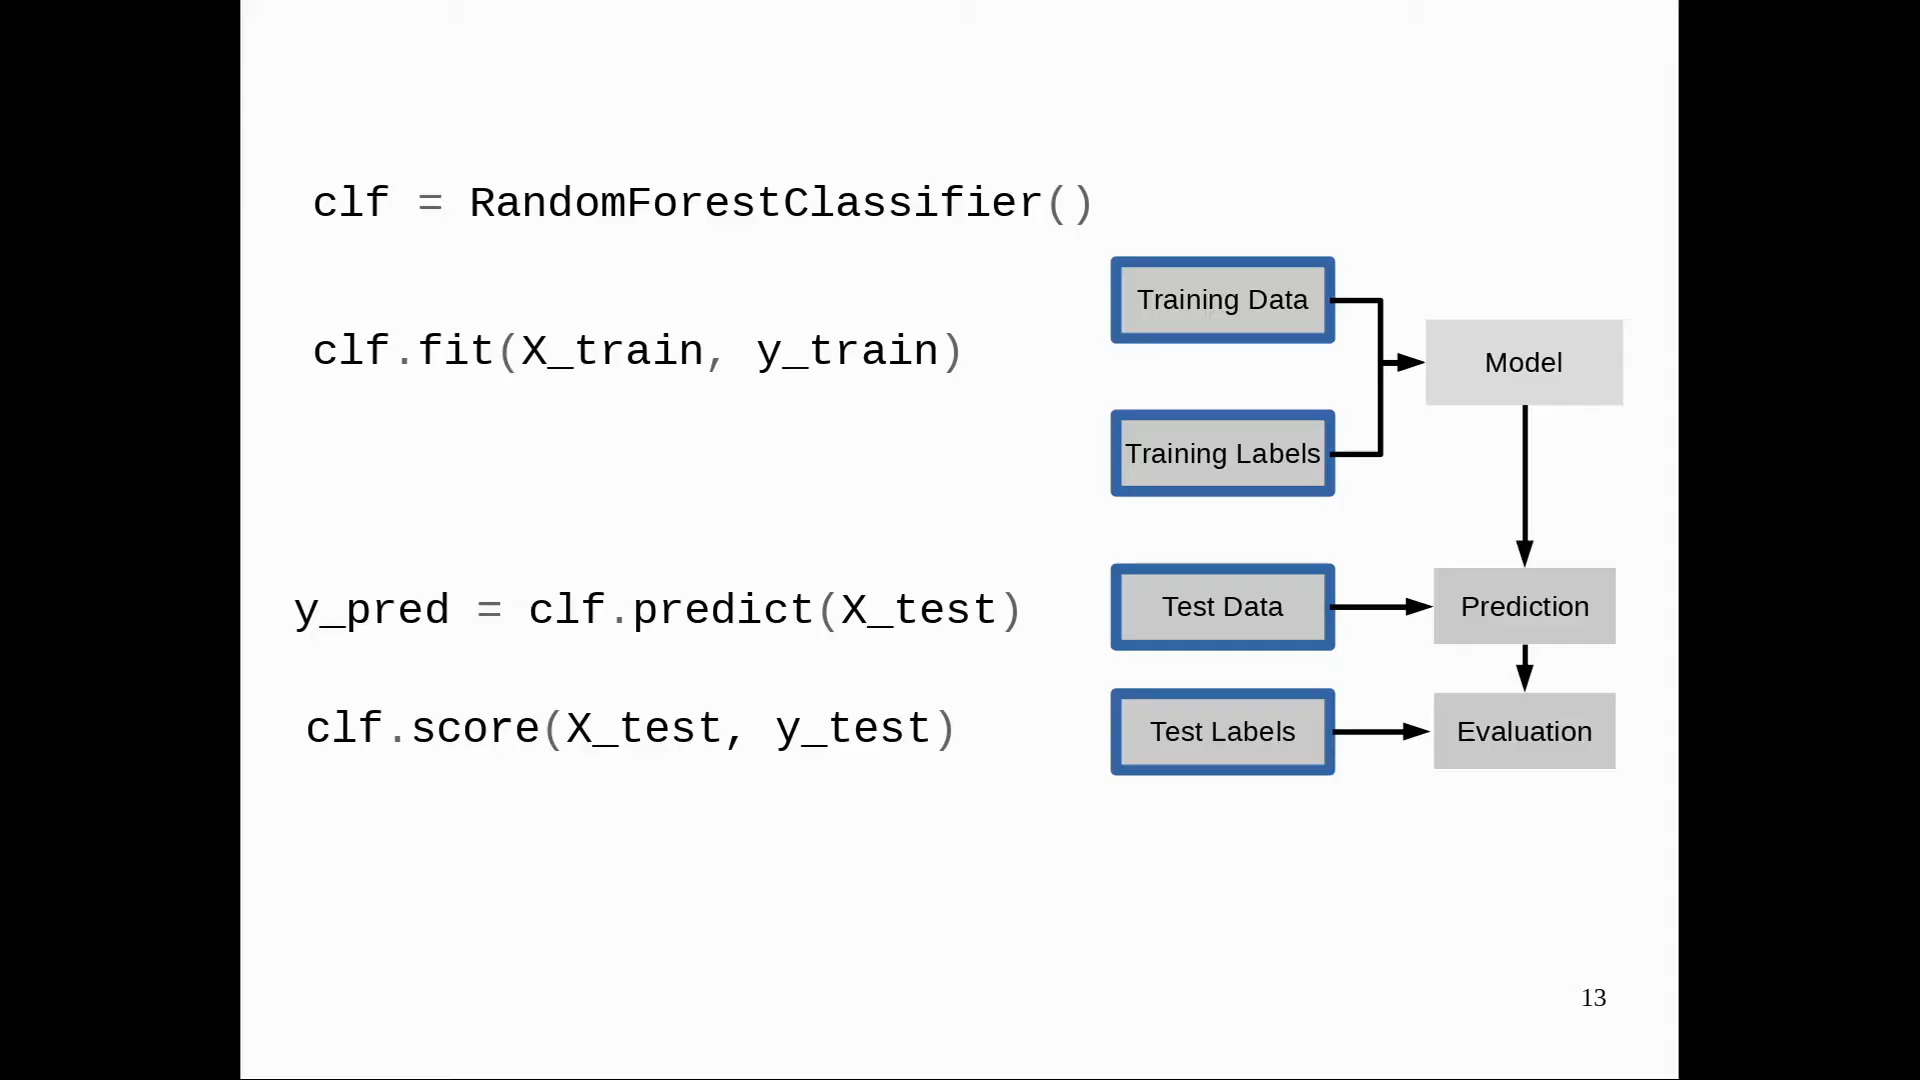 clf = RandomForestClassifier()
clf.fit(X_train, y_train)
y_pred = clf.predict(X_test)
clf.score(X_test, y_test)
Training Data
Training Labels
Model
Test Data
Prediction
Test Labels
Evaluation
13